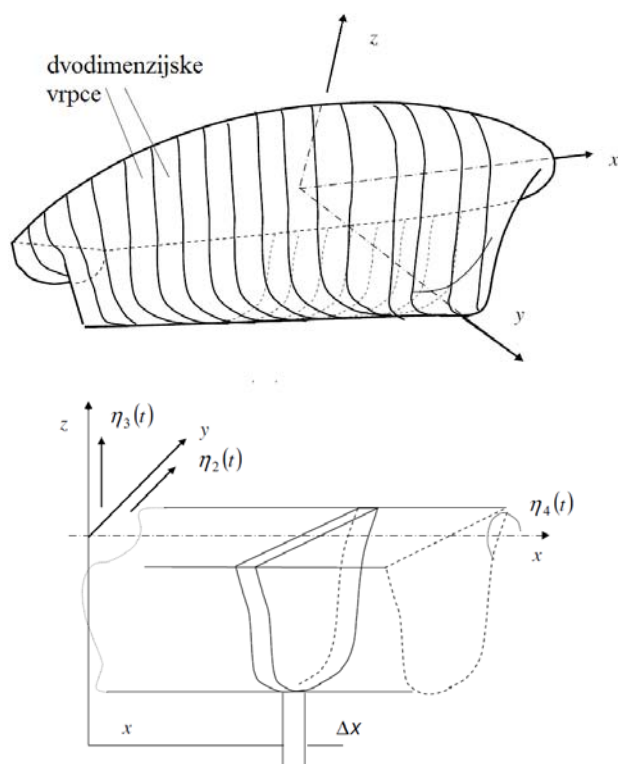 z
dvodimenzijske
vrpce
x
y
z
η₃(t)
y
η₂(t)
η₄(t)
x
x
Δx